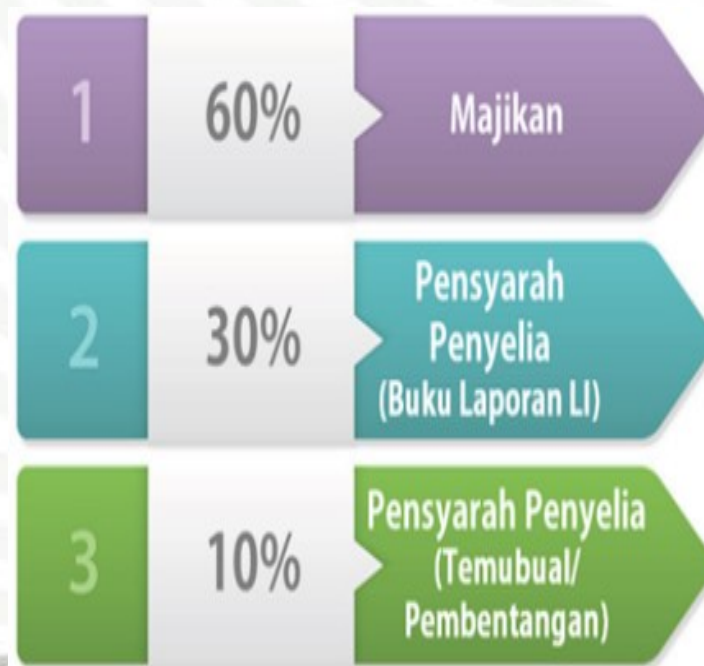 1
60%
Majikan
2
30%
Pensyarah
Penyelia
(Buku Laporan LI)
3
10%
Pensyarah Penyelia
(Temubual/
Pembentangan)